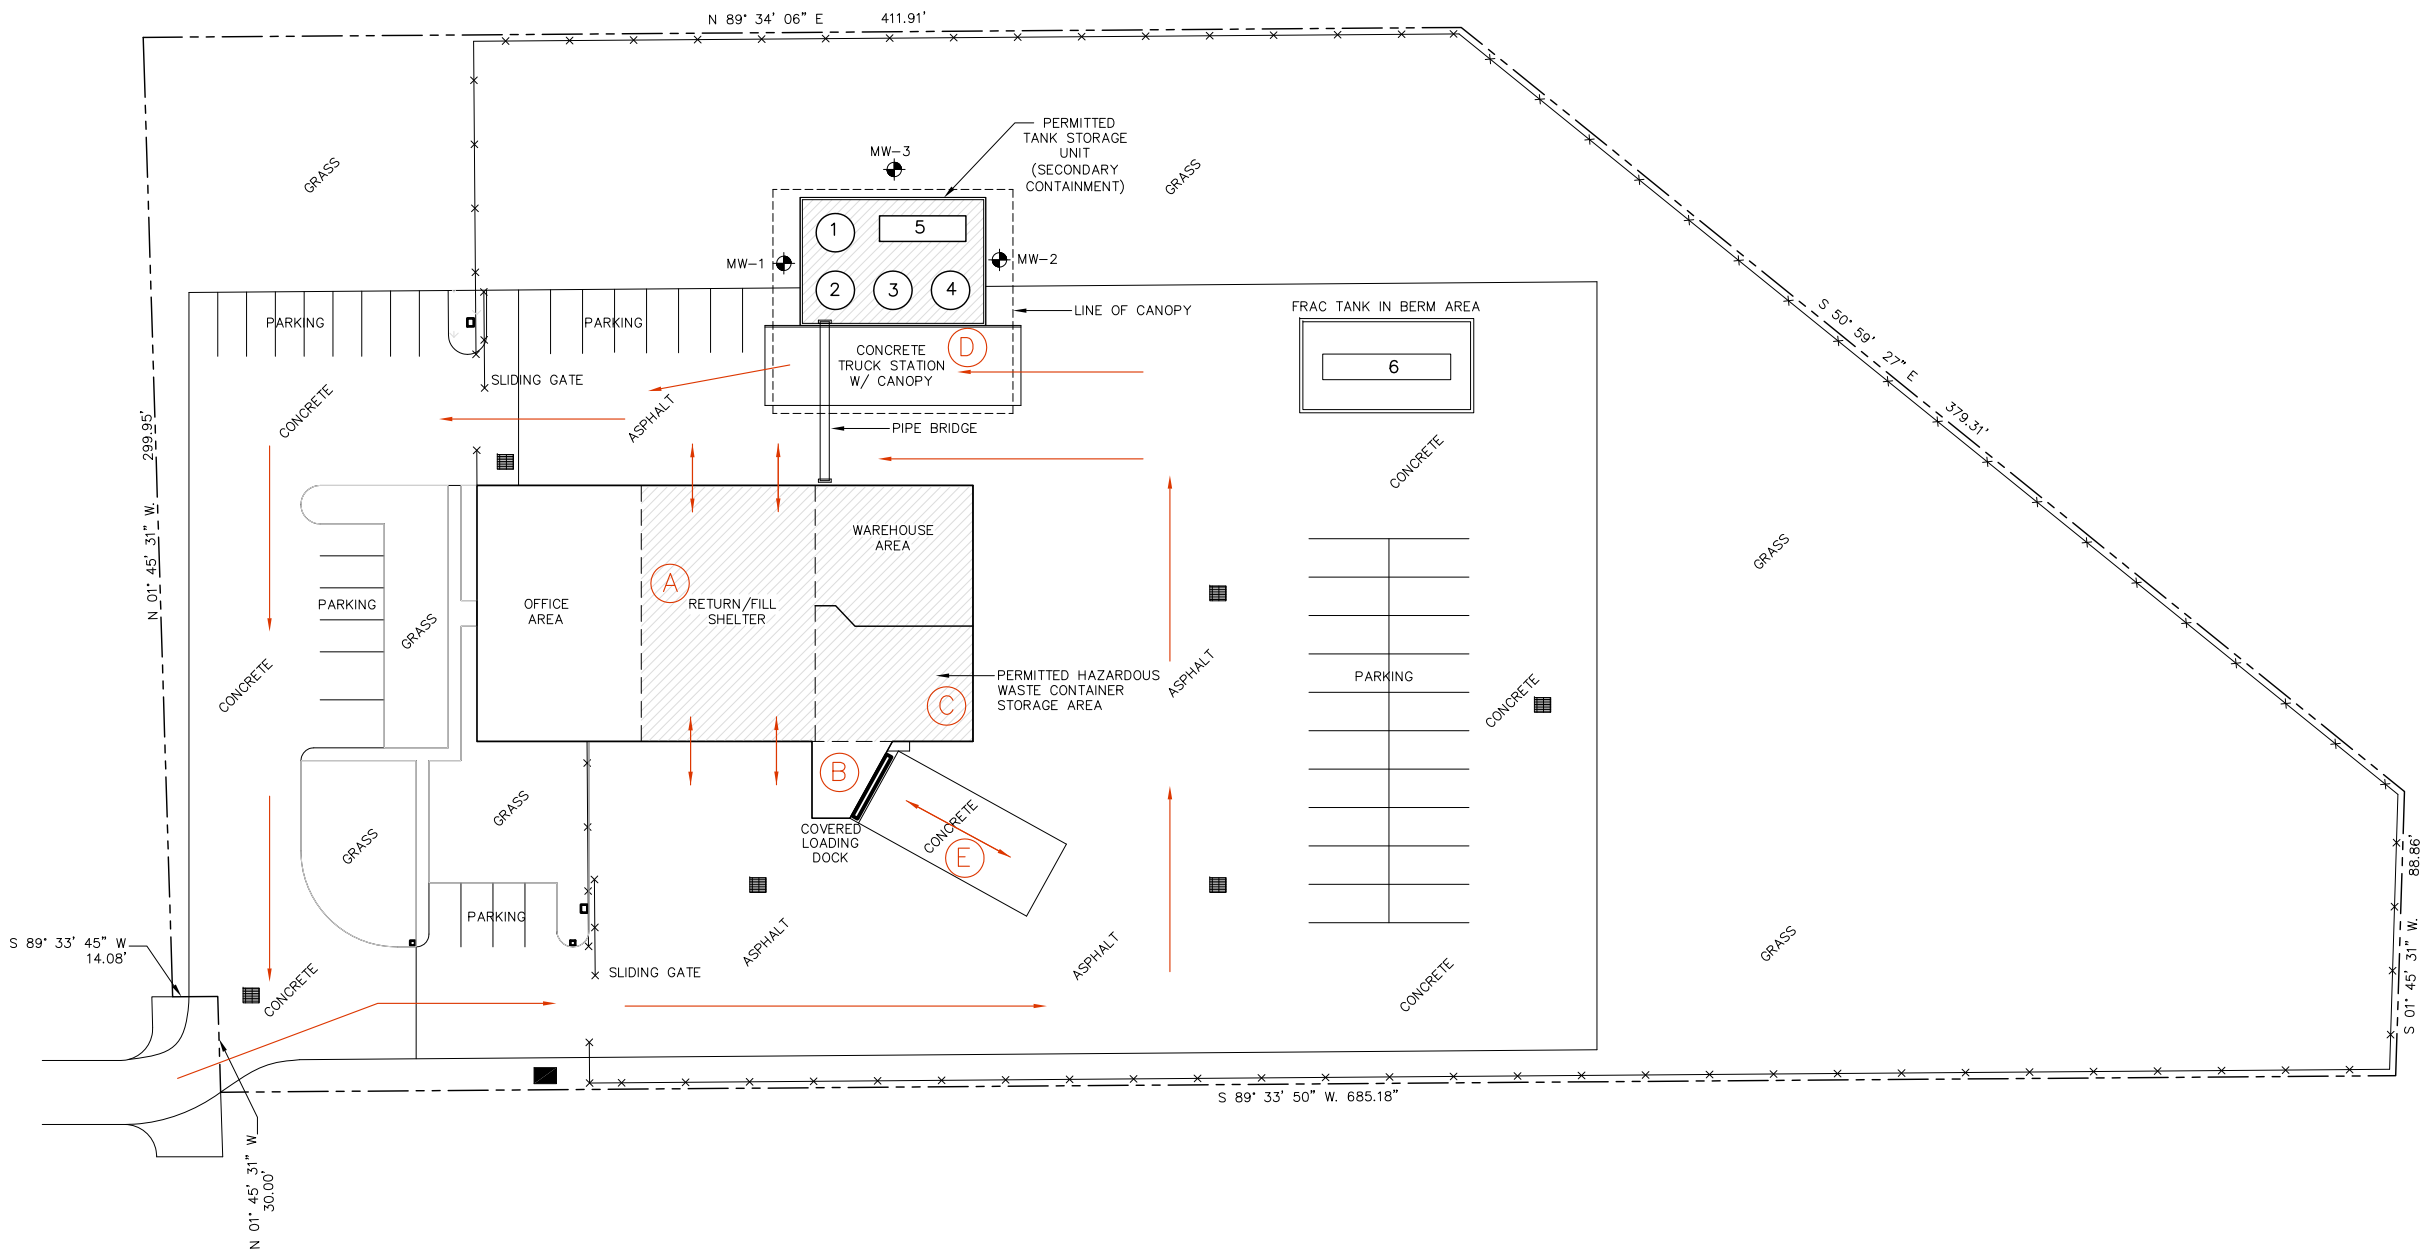 N 89° 34' 06" E 411.91'
PERMITTED
TANK STORAGE
UNIT
(SECONDARY
CONTAINMENT)
MW-3
GRASS
GRASS
1
5
MW-1
MW-2
2
3
4
LINE OF CANOPY
FRAC TANK IN BERM AREA
PARKING
PARKING
S 50° 59' 27" E
379.31'
D
CONCRETE
TRUCK STATION
W/ CANOPY
6
SLIDING GATE
CONCRETE
ASPHALT
PIPE BRIDGE
299.95'
N 01° 45' 31" W.
CONCRETE
WAREHOUSE
AREA
GRASS
A
OFFICE
AREA
RETURN/FILL
SHELTER
PARKING
GRASS
CONCRETE
PERMITTED HAZARDOUS
WASTE CONTAINER
STORAGE AREA
C
ASPHALT
PARKING
CONCRETE
B
GRASS
GRASS
COVERED
LOADING
DOCK
CONCRETE
E
88.86'
S 01° 45' 31" W.
PARKING
ASPHALT
ASPHALT
GRASS
S 89° 33' 45" W
14.08'
SLIDING GATE
CONCRETE
CONCRETE
S 89° 33' 50" W. 685.18"
N 01° 45' 31" W
30.00'